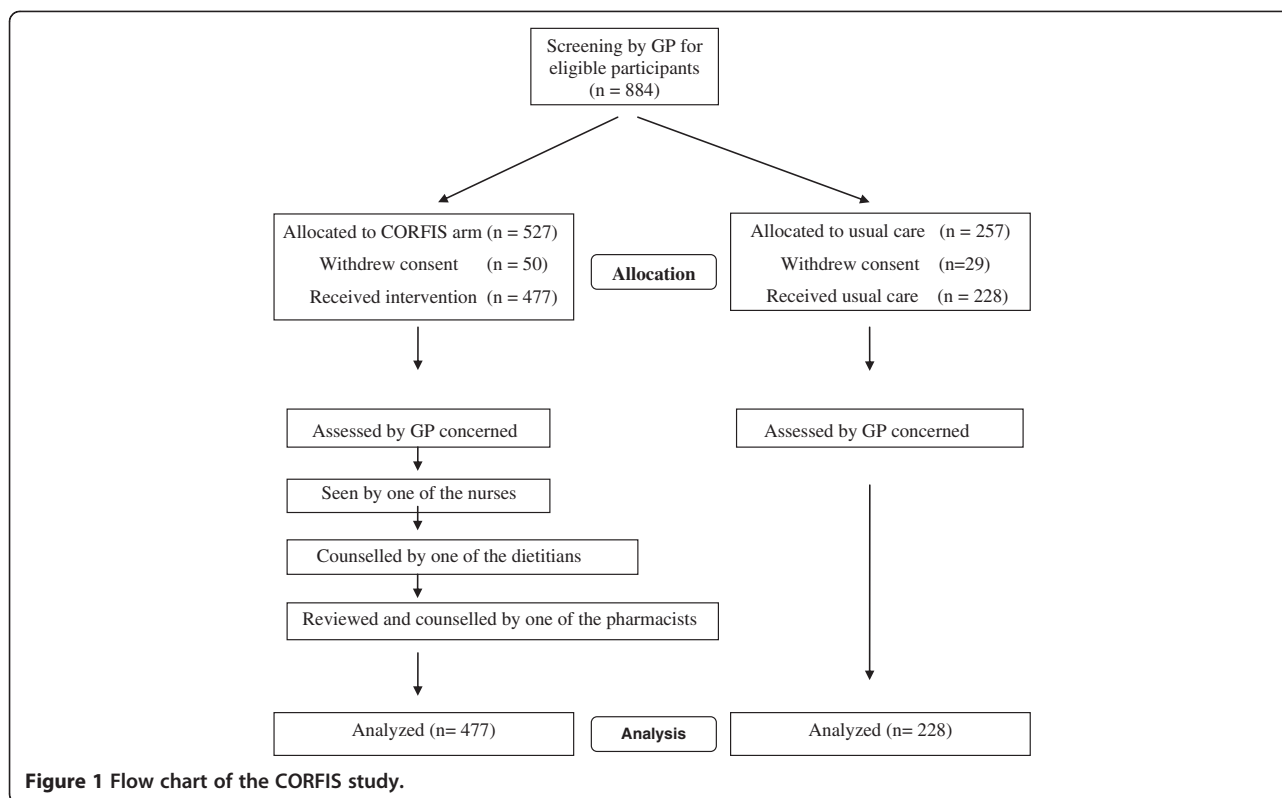 Screening by GP for
eligible participants
(n = 884)
Allocated to CORFIS arm (n = 527)
Withdrew consent (n = 50)
Received intervention (n = 477)
Allocation
Allocated to usual care (n = 257)
Withdrew consent (n=29)
Received usual care (n = 228)
Assessed by GP concerned
Assessed by GP concerned
Seen by one of the nurses
Counselled by one of the dietitians
Reviewed and counselled by one of the pharmacists
Analyzed (n= 477)
Analysis
Analyzed (n= 228)
Figure 1 Flow chart of the CORFIS study.